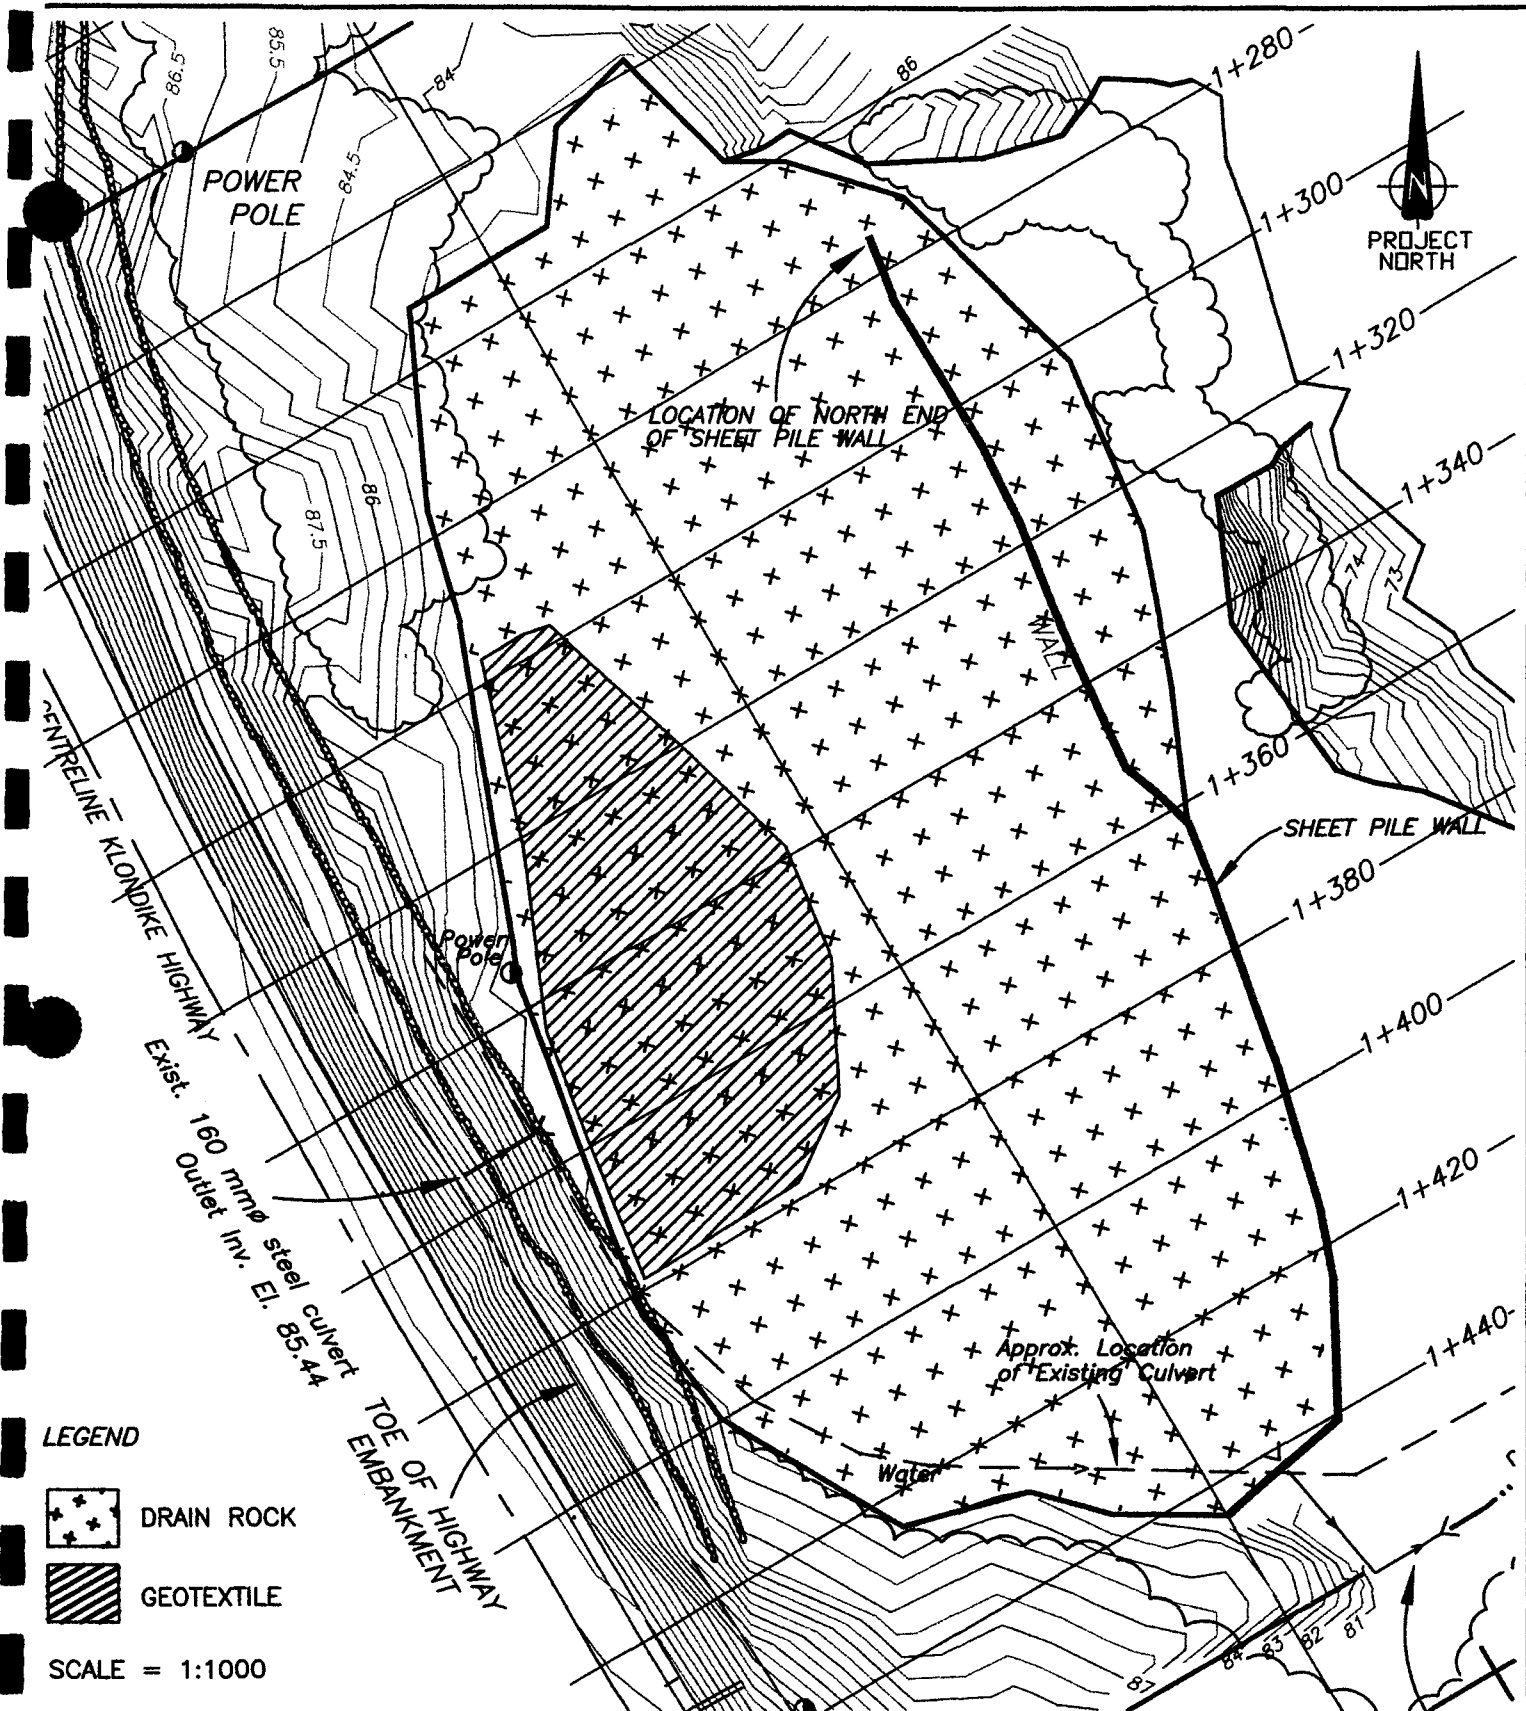 1+280
86.5
85.5
84
86
84.5
POWER
POLE
1+300
N
PROJECT
NORTH
1+320
LOCATION OF NORTH END
OF SHEET PILE WALL
86
87.5
1+340
74
73
WALL
1+360
SHEET PILE WALL
1+380
CENTRELINE KLONDIKE HIGHWAY
Power
Pole
1+400
Exist. 160 mmø steel culvert
Outlet Inv. El. 85.44
1+420
1+440
Approx. Location
of Existing Culvert
Water
TOE OF HIGHWAY
EMBANKMENT
LEGEND
DRAIN ROCK
GEOTEXTILE
SCALE = 1:1000
87
84
83
82
81